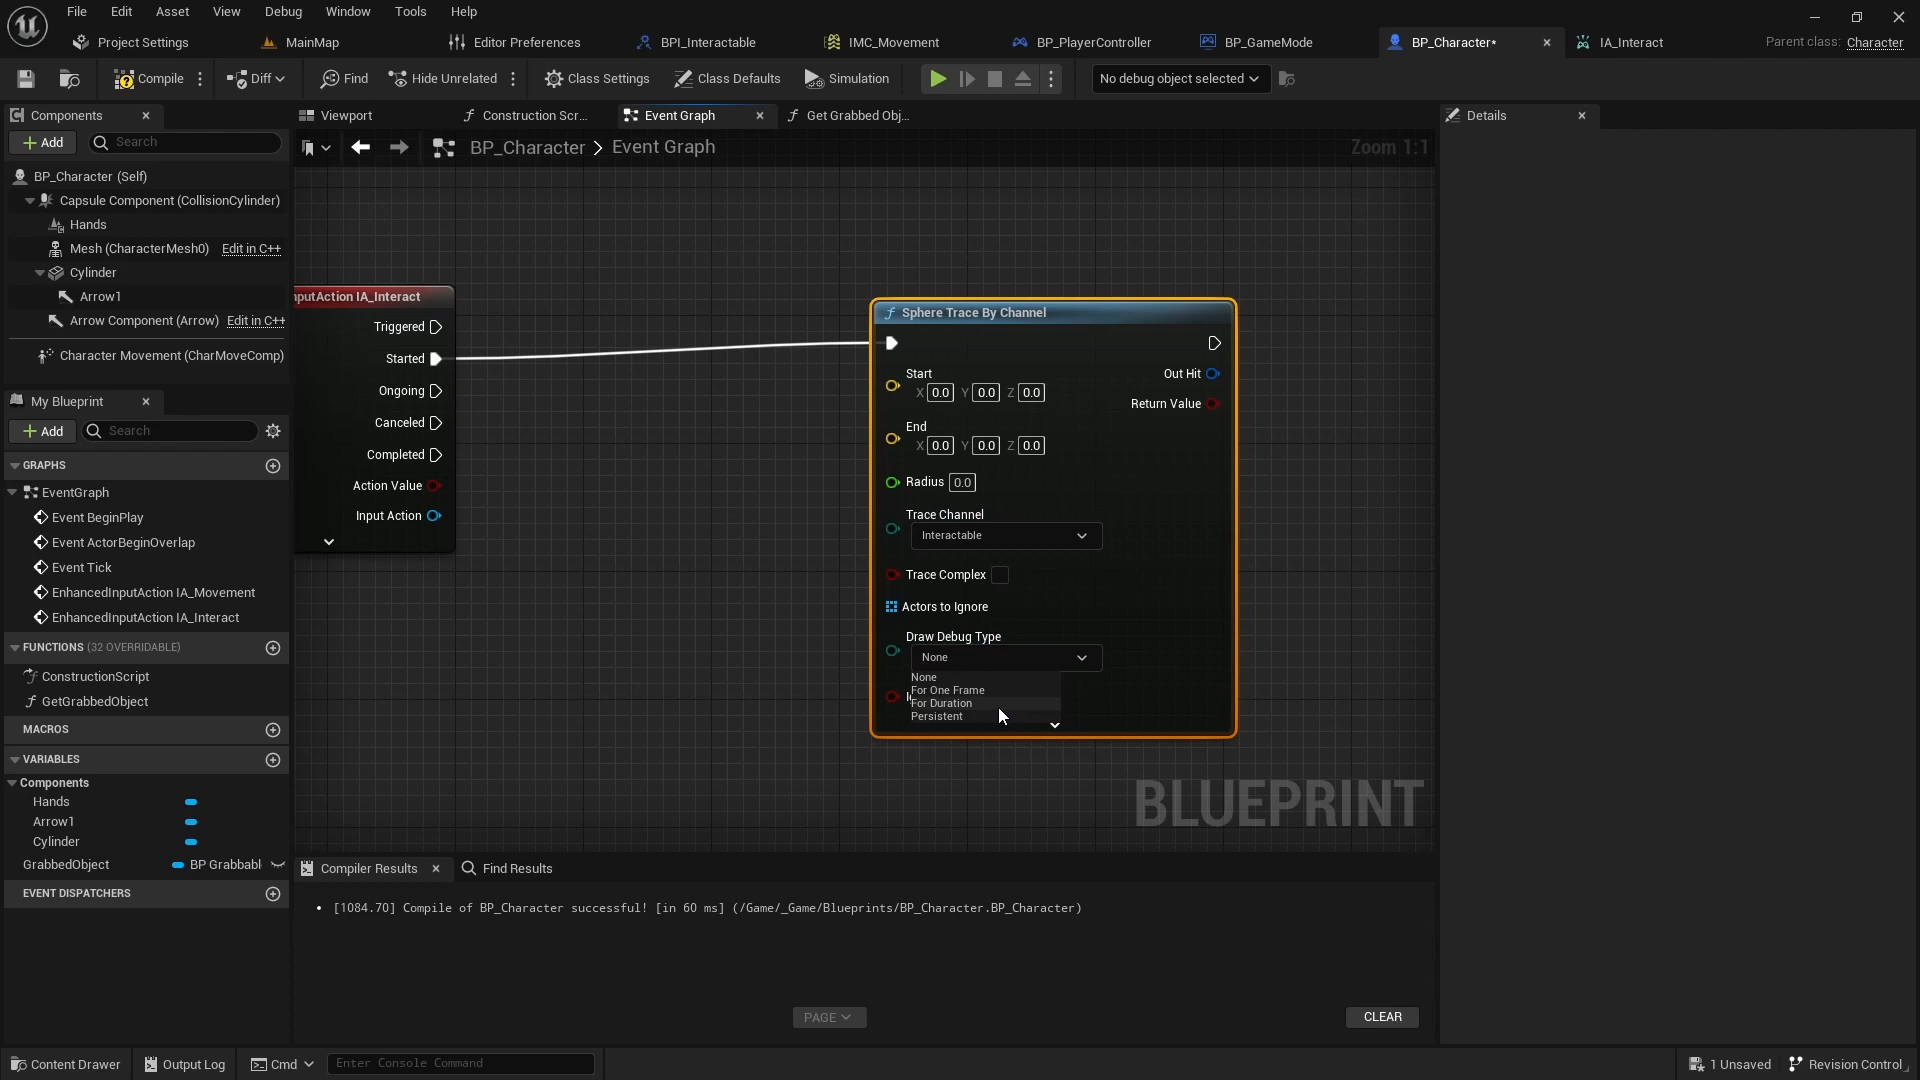 File Edit Asset View Debug Window Tools Help
Project Settings MainMap Editor Preferences BPI_Interactable IMC_Movement BP_PlayerController BP_GameMode BP_Character* IA_Interact Parent class: Character
Compile Diff Find Hide Unrelated Class Settings Class Defaults Simulation No debug object selected
Components
Add Search
BP_Character (Self)
Capsule Component (CollisionCylinder)
Hands
Mesh (CharacterMesh0) Edit in C++
Cylinder
Arrow1
Arrow Component (Arrow) Edit in C++
Character Movement (CharMoveComp)
My Blueprint
Add Search
GRAPHS
EventGraph
Event BeginPlay
Event ActorBeginOverlap
Event Tick
EnhancedInputAction IA_Movement
EnhancedInputAction IA_Interact
FUNCTIONS (32 OVERRIDABLE)
ConstructionScript
GetGrabbedObject
MACROS
VARIABLES
Components
Hands
Arrow1
Cylinder
GrabbedObject BP Grabbabl
EVENT DISPATCHERS
Viewport Construction Scr... Event Graph Get Grabbed Obj...
BP_Character > Event Graph Zoom 1:1
nputAction IA_Interact
Triggered
Started
Ongoing
Canceled
Completed
Action Value
Input Action
Sphere Trace By Channel
Start
X 0.0 Y 0.0 Z 0.0
Out Hit
Return Value
End
X 0.0 Y 0.0 Z 0.0
Radius 0.0
Trace Channel
Interactable
Trace Complex
Actors to Ignore
Draw Debug Type
None
None
For One Frame
For Duration
Persistent
BLUEPRINT
Compiler Results Find Results
• [1084.70] Compile of BP_Character successful! [in 60 ms] (/Game/_Game/Blueprints/BP_Character.BP_Character)
PAGE CLEAR
Details
Content Drawer Output Log Cmd Enter Console Command 1 Unsaved Revision Control